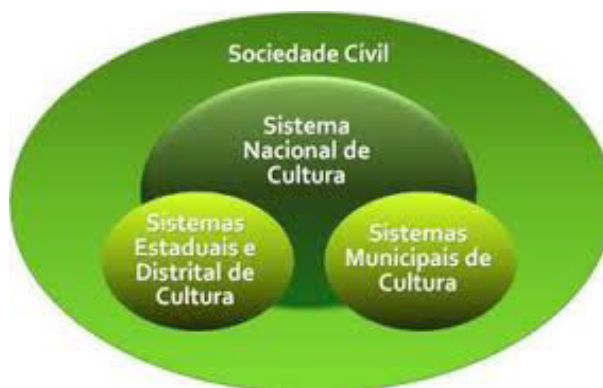 Sociedade Civil
Sistema
Nacional de
Cultura
Sistemas
Estaduais e
Distrital de
Cultura
Sistemas
Municipais de
Cultura